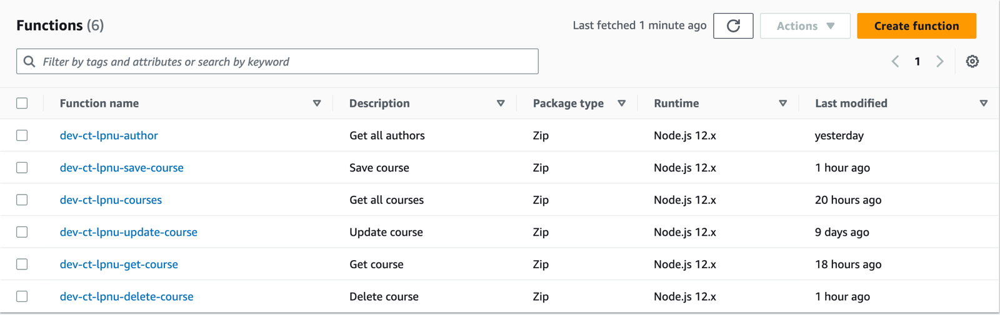 Functions (6) Last fetched 1 minute ago Actions Create function
Filter by tags and attributes or search by keyword 1
Function name Description Package type Runtime Last modified
dev-ct-lpnu-author Get all authors Zip Node.js 12.x yesterday
dev-ct-lpnu-save-course Save course Zip Node.js 12.x 1 hour ago
dev-ct-lpnu-courses Get all courses Zip Node.js 12.x 20 hours ago
dev-ct-lpnu-update-course Update course Zip Node.js 12.x 9 days ago
dev-ct-lpnu-get-course Get course Zip Node.js 12.x 18 hours ago
dev-ct-lpnu-delete-course Delete course Zip Node.js 12.x 1 hour ago